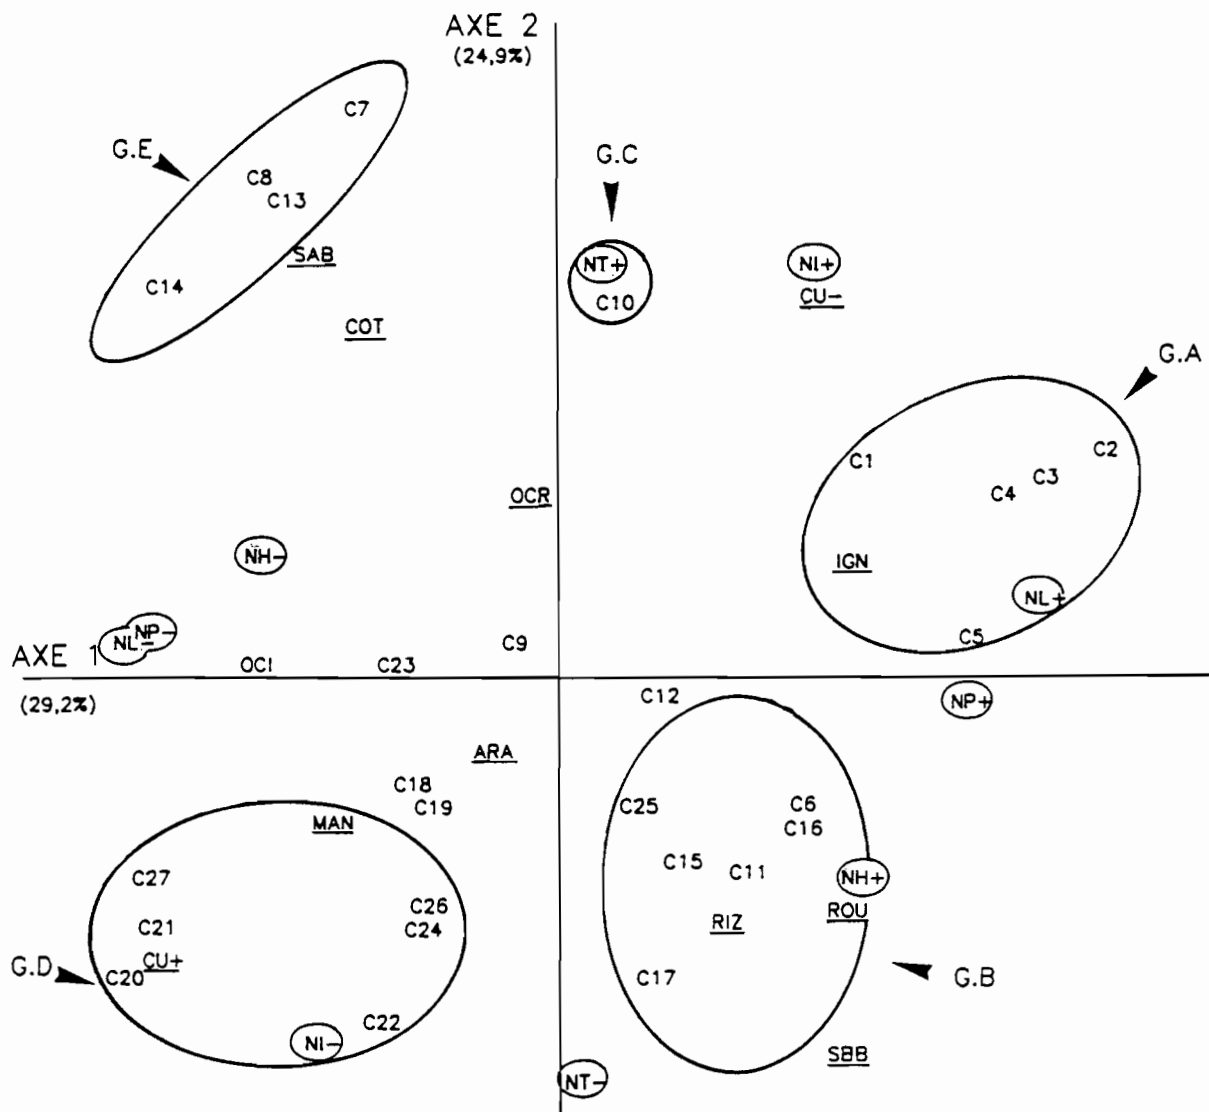 AXE 2
(24,9%)
C7
G.E
G.C
C8
C13
SAB
NT+
NI+
C14
C10
CU-
COT
G.A
C1
C2
C3
C4
OCR
NH-
IGN
NL+
NP-
NL-
C5
C9
AXE 1
OCI
C23
(29,2%)
C12
NP+
ARA
C18
C19
C25
C6
MAN
C16
C15
C11
C27
NH+
C26
ROU
C21
C24
RIZ
CU+
G.D
C20
C17
G.B
C22
NI-
SBB
NT-